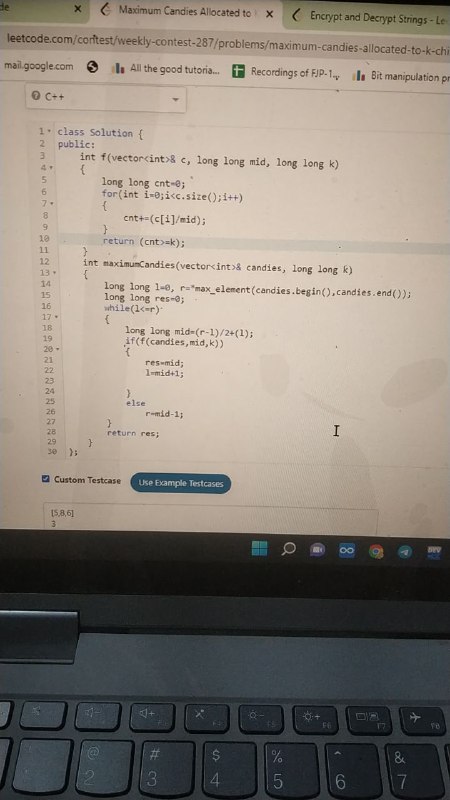 de x Maximum Candies Allocated to x Encrypt and Decrypt Strings - Le
leetcode.com/contest/weekly-contest-287/problems/maximum-candies-allocated-to-k-chi
mail.google.com All the good tutoria... Recordings of FJP-1... Bit manipulation pr
C++
1 class Solution {
2 public:
3 int f(vector<int>& c, long long mid, long long k)
4 {
5 long long cnt=0;
6 for(int i=0;i<c.size();i++)
7 {
8 cnt+=(c[i]/mid);
9 }
10 return (cnt>=k);
11 }
12 int maximumCandies(vector<int>& candies, long long k)
13 {
14 long long l=0, r=*max_element(candies.begin(),candies.end());
15 long long res=0;
16 while(l<=r)
17 {
18 long long mid=(r-l)/2+(l);
19 if(f(candies,mid,k))
20 {
21 res=mid;
22 l=mid+1;
23
24 }
25 else
26 r=mid-1;
27 }
28 return res;
29 }
30 };
Custom Testcase Use Example Testcases
[5,8,6]
3
DEV
F5 F6 F7 F8
@ # $ % ^ &
2 3 4 5 6 7